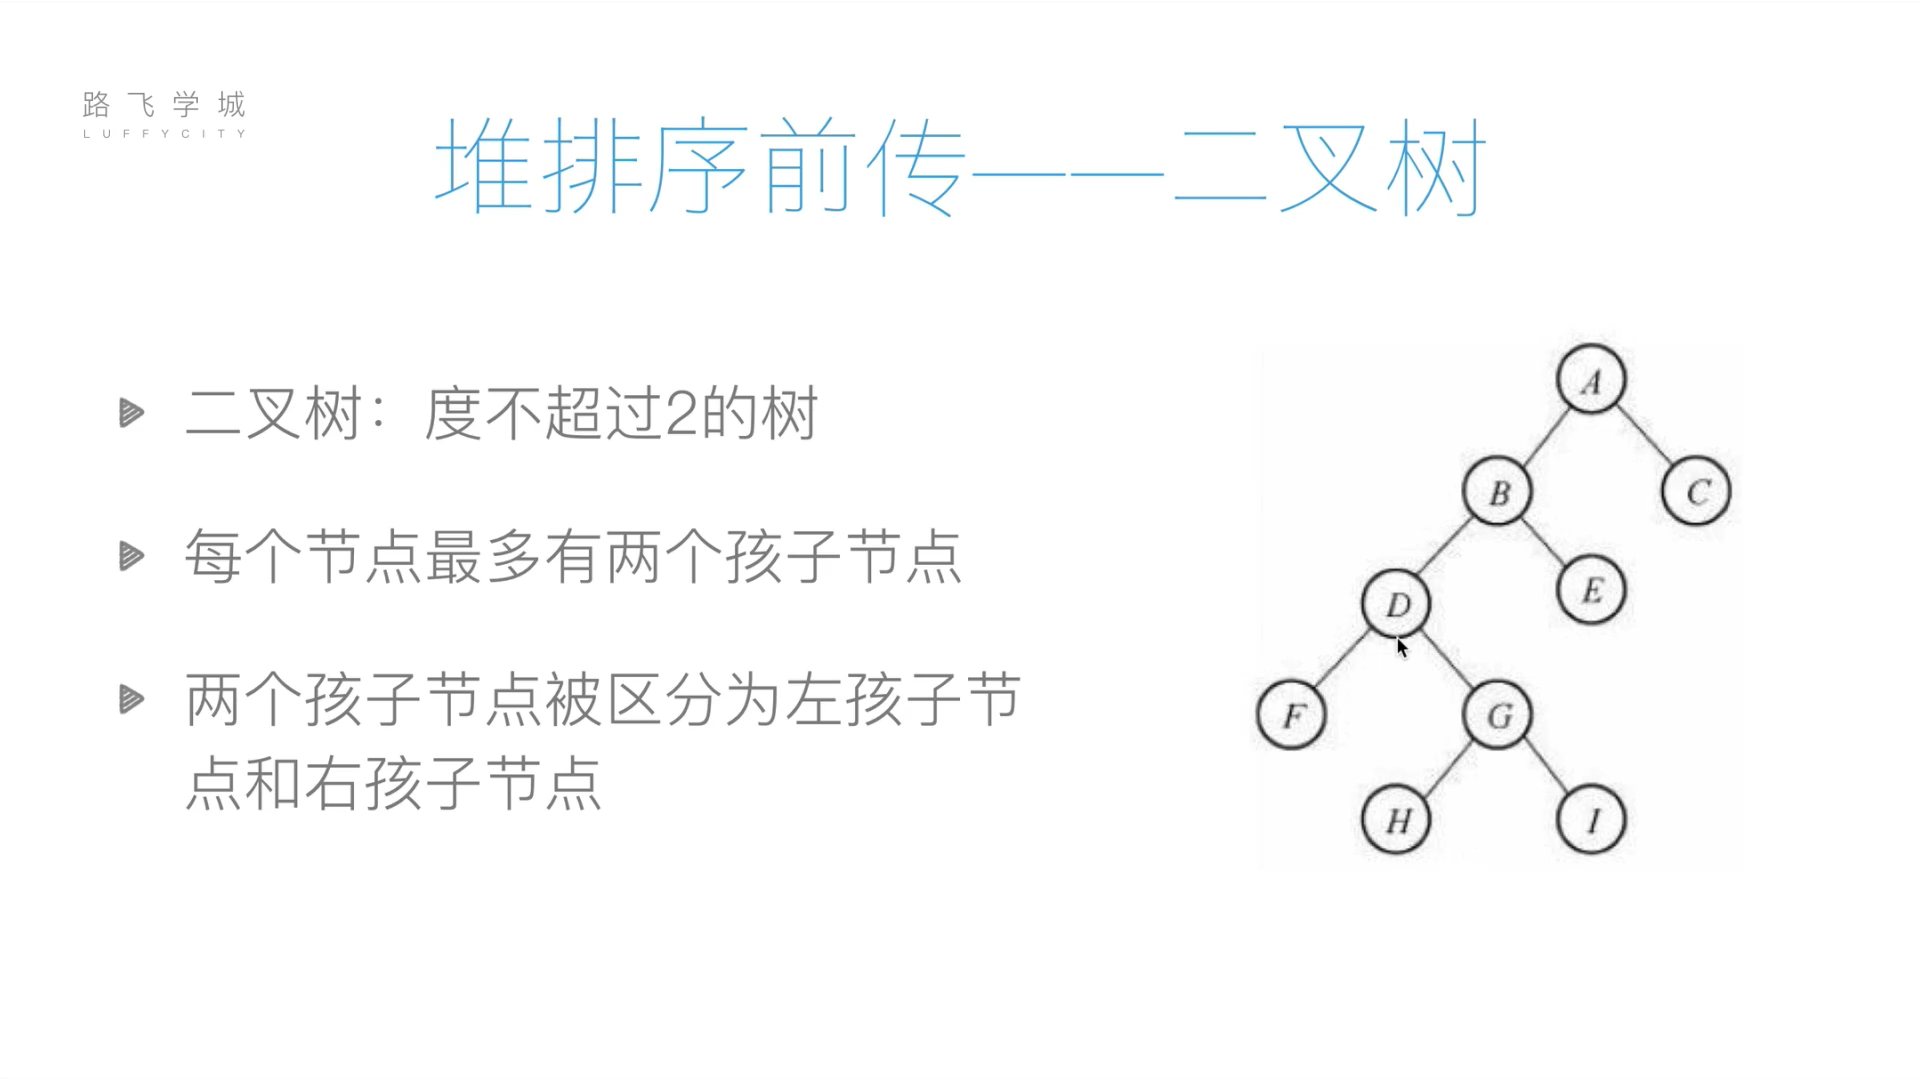 路飞学城
LUFFYCITY
堆排序前传——二叉树
二叉树：度不超过2的树
每个节点最多有两个孩子节点
两个孩子节点被区分为左孩子节
点和右孩子节点
A
B
C
D
E
F
G
H
I